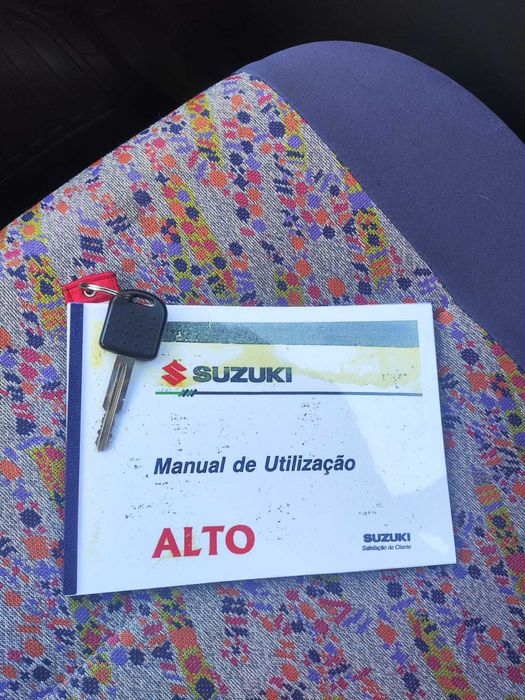 SUZUKI
Manual de Utilização
ALTO
SUZUKI
Satisfação do Cliente